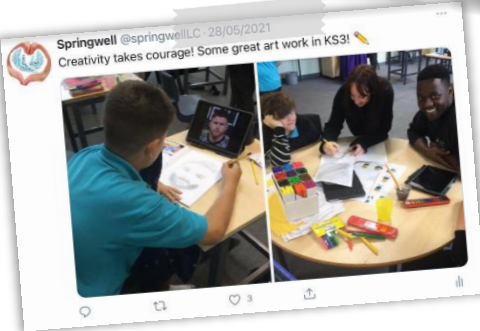 Springwell @springwellLC · 28/05/2021
Creativity takes courage! Some great art work in KS3! ✏️
3